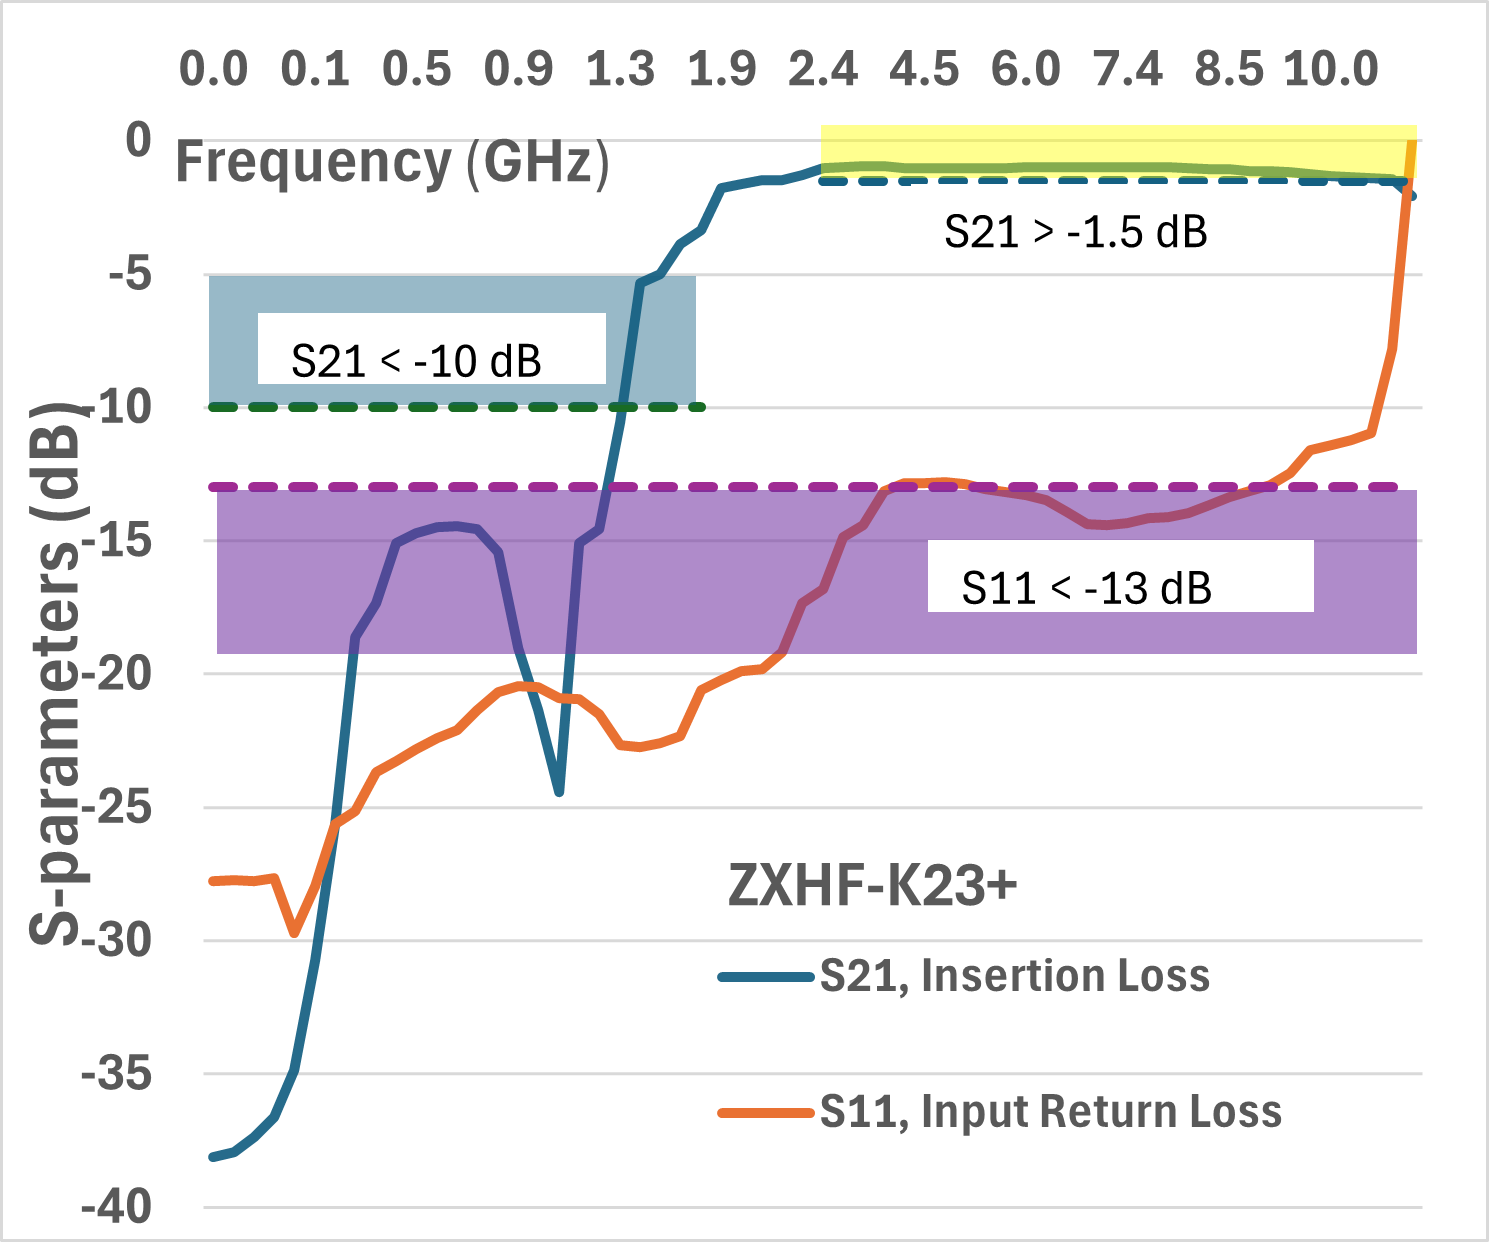 0.0 0.1 0.5 0.9 1.3 1.9 2.4 4.5 6.0 7.4 8.5 10.0
Frequency (GHz)
0
-5
-10
-15
-20
-25
-30
-35
-40
S-parameters (dB)
S21 > -1.5 dB
S21 < -10 dB
S11 < -13 dB
ZXHF-K23+
S21, Insertion Loss
S11, Input Return Loss